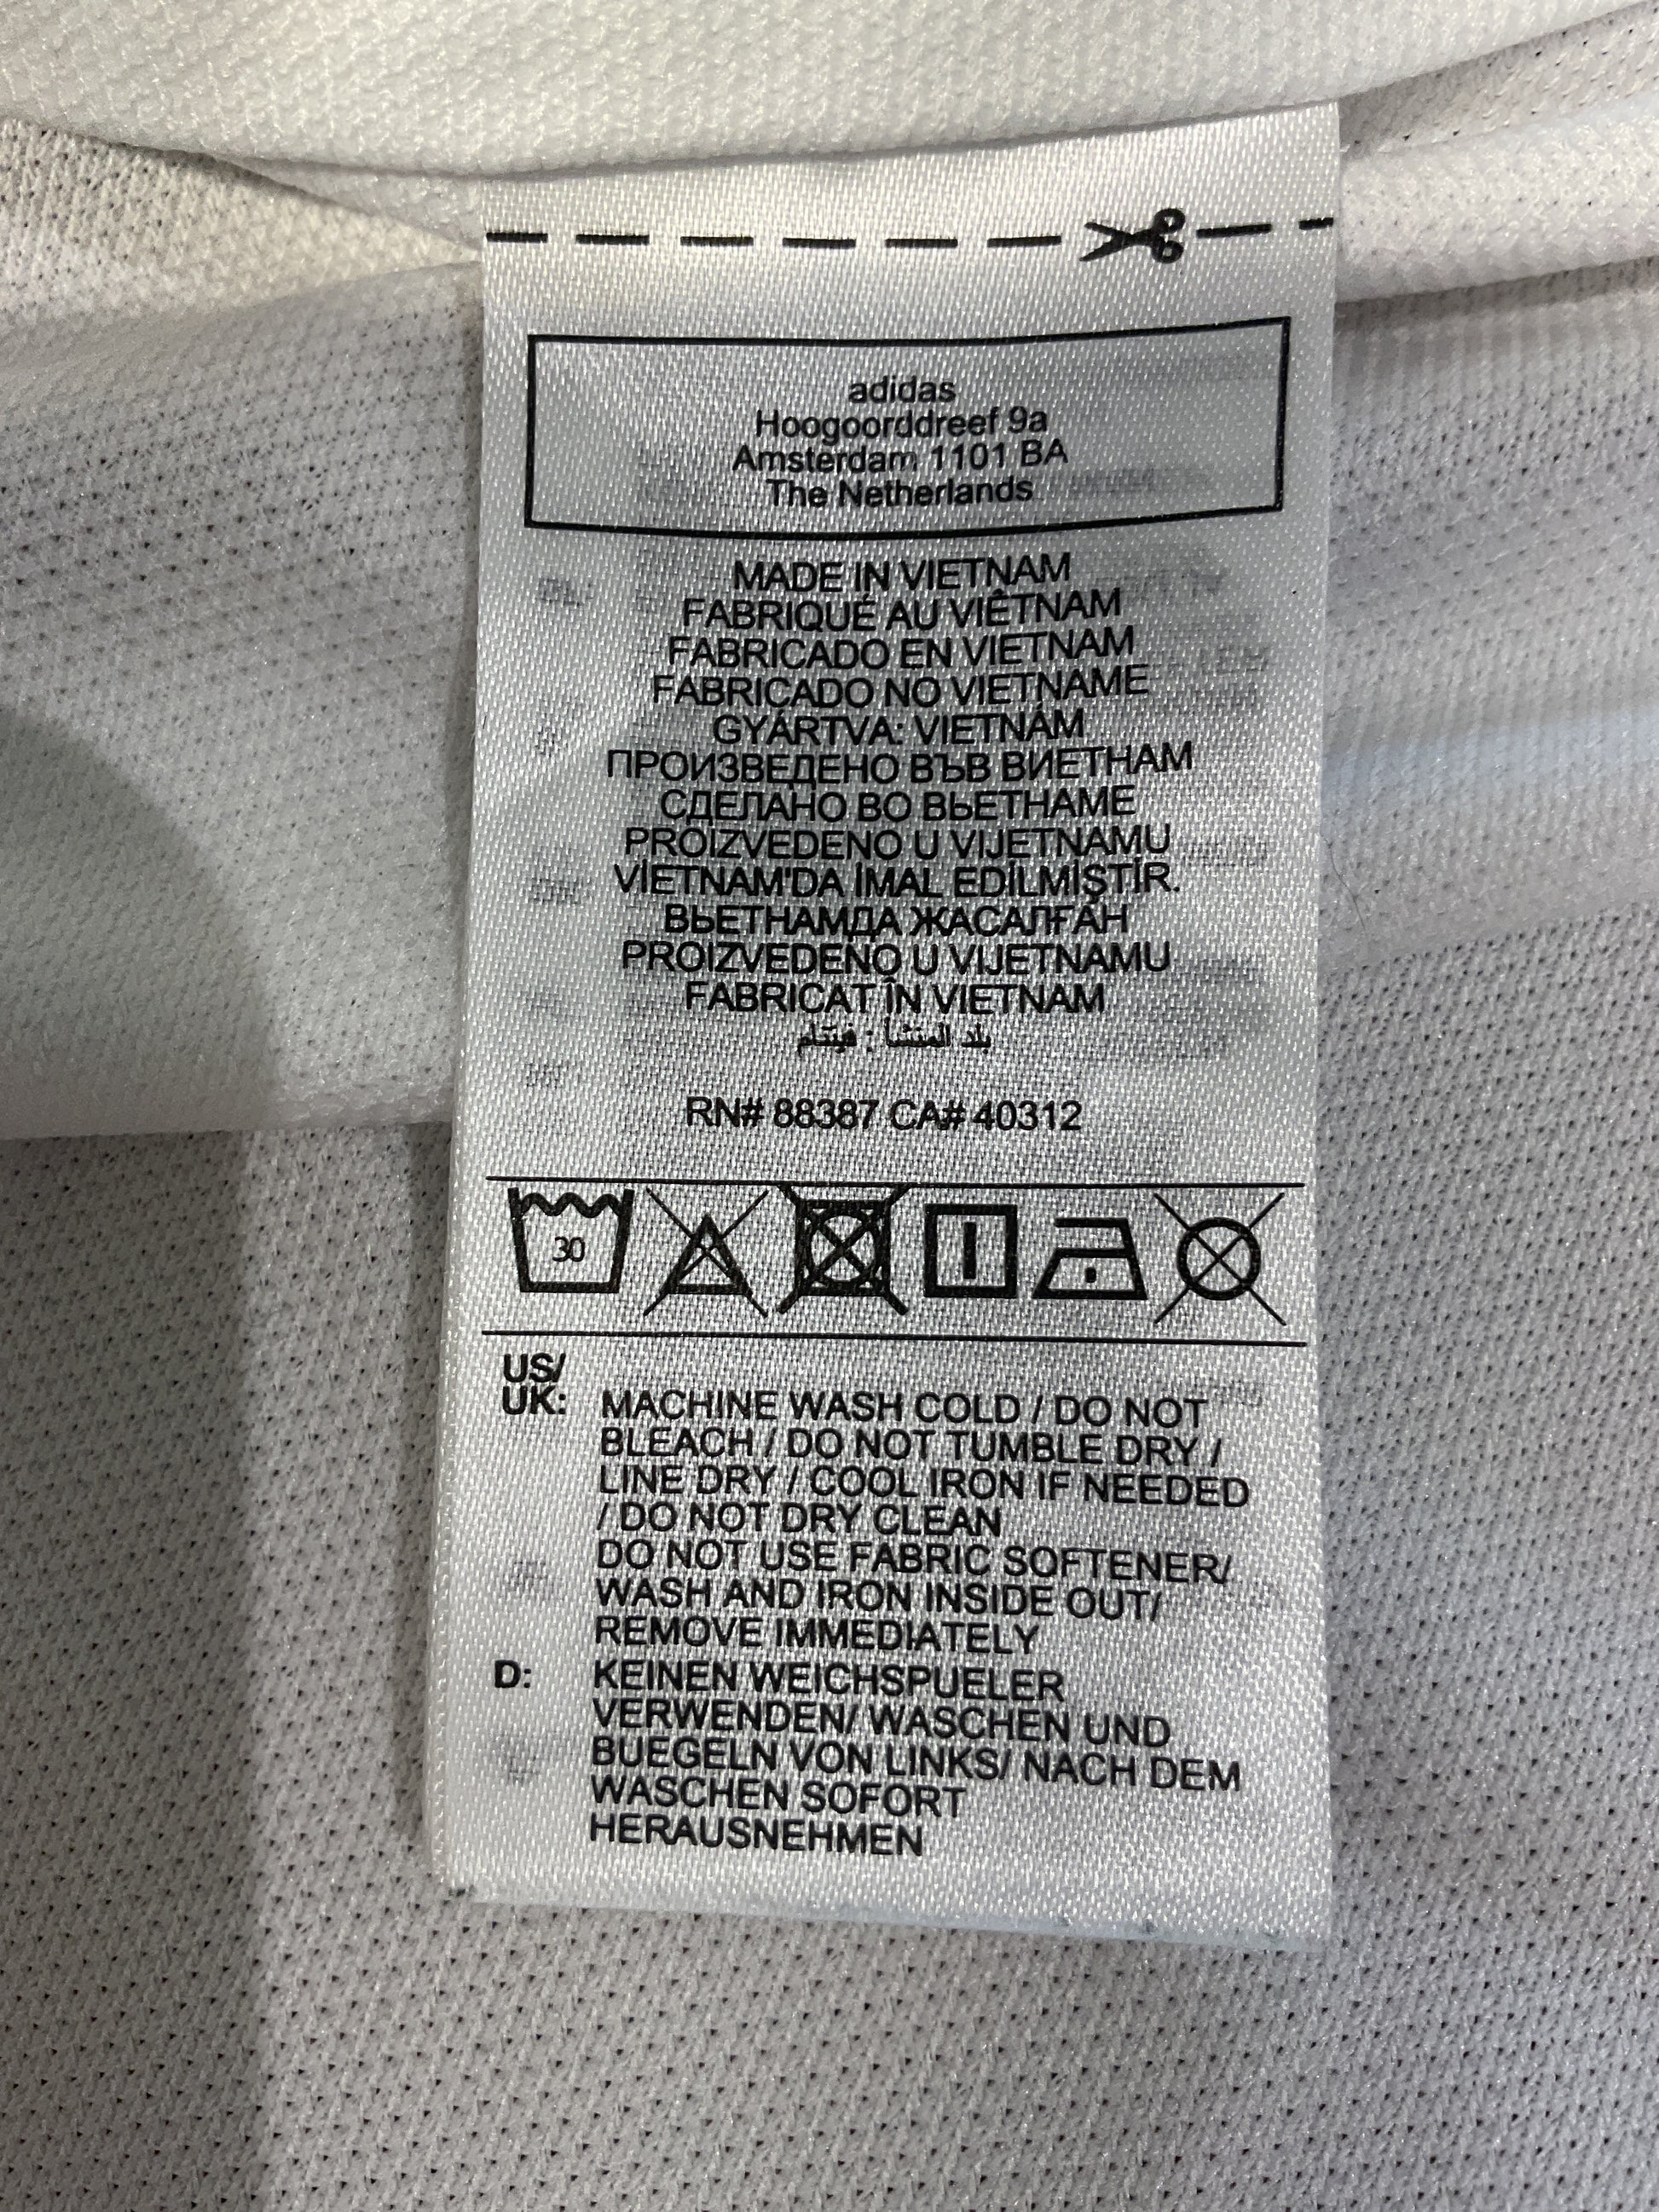 adidas
Hoogoorddreef 9a
Amsterdam 1101 BA
The Netherlands
MADE IN VIETNAM
FABRIQUÉ AU VIÊTNAM
FABRICADO EN VIETNAM
FABRICADO NO VIETNAME
GYÁRTVA: VIETNÁM
ПРОИЗВЕДЕНО ВЪВ ВИЕТНАМ
СДЕЛАНО ВО ВЬЕТНАМЕ
PROIZVEDENO U VIJETNAMU
VİETNAM'DA İMAL EDİLMİŞTİR.
ВЬЕТНАМДА ЖАСАЛҒАН
PROIZVEDENO U VIJETNAMU
FABRICAT ÎN VIETNAM
بلد المنشأ : فيتنام
RN# 88387 CA# 40312
30
US/
UK: MACHINE WASH COLD / DO NOT
BLEACH / DO NOT TUMBLE DRY /
LINE DRY / COOL IRON IF NEEDED
/ DO NOT DRY CLEAN
DO NOT USE FABRIC SOFTENER/
WASH AND IRON INSIDE OUT/
REMOVE IMMEDIATELY
D: KEINEN WEICHSPUELER
VERWENDEN/ WASCHEN UND
BUEGELN VON LINKS/ NACH DEM
WASCHEN SOFORT
HERAUSNEHMEN